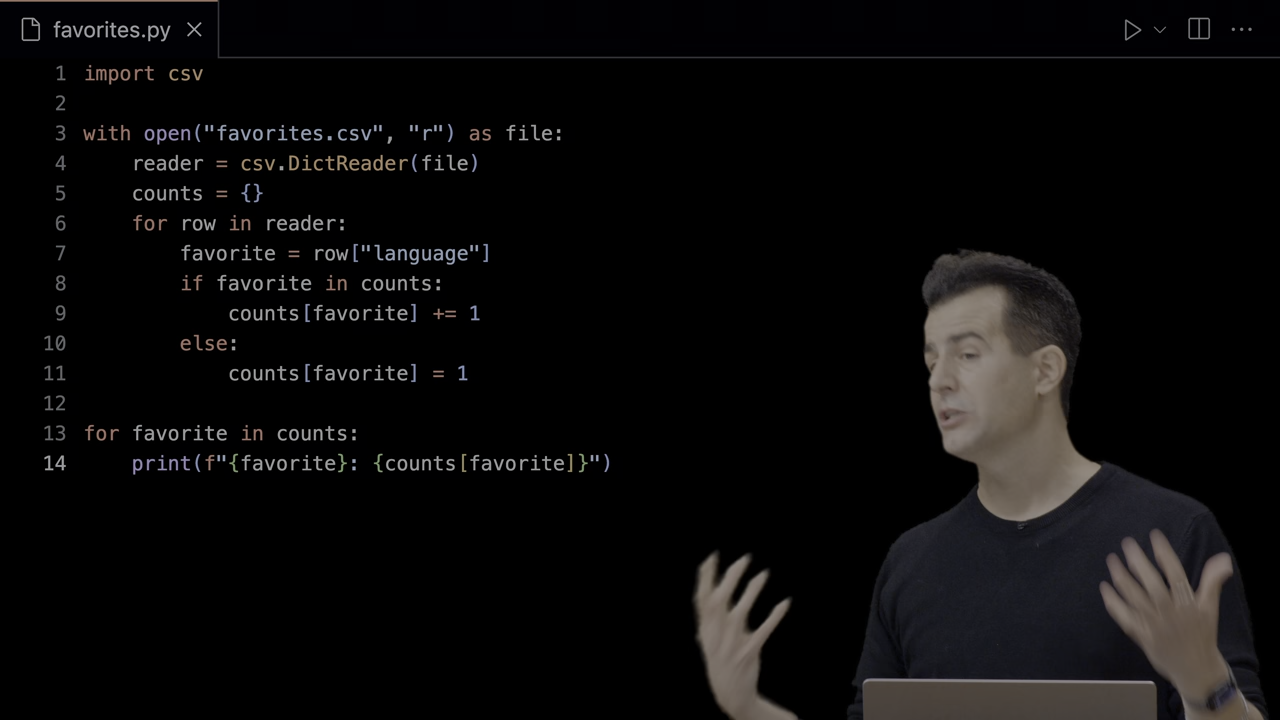 favorites.py
1 import csv
2
3 with open("favorites.csv", "r") as file:
4     reader = csv.DictReader(file)
5     counts = {}
6     for row in reader:
7         favorite = row["language"]
8         if favorite in counts:
9             counts[favorite] += 1
10         else:
11             counts[favorite] = 1
12
13 for favorite in counts:
14     print(f"{favorite}: {counts[favorite]}")